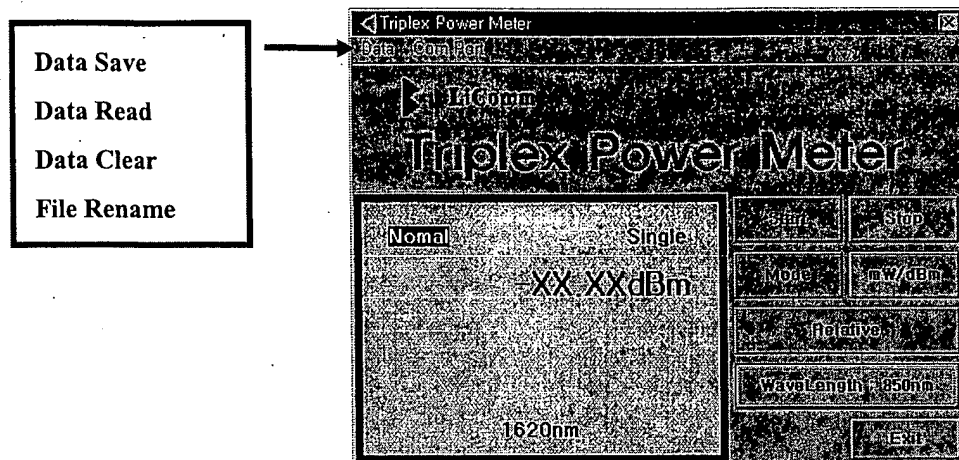 Data Save
Data Read
Data Clear
File Rename
Triplex Power Meter
Data Com Port
LiComm
Triplex Power Meter
Nomal Single
-XX.XXdBm
1620nm
Start Stop
Mode mW/dBm
Relative
WaveLength : 850nm
Exit